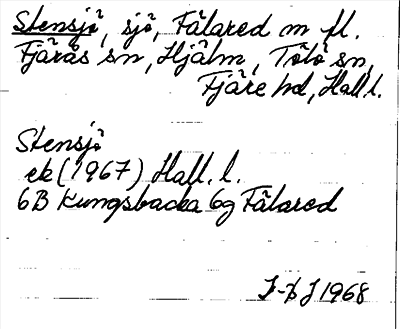 Stensjö, sjö, Fälared m fl.
Fjärås sn, Hjälm, Tölö sn,
Fjäre hd, Hall l.
Stensjö
ek (1967) Hall. l.
6B Kungsbacka 6g Fälared
J 1968